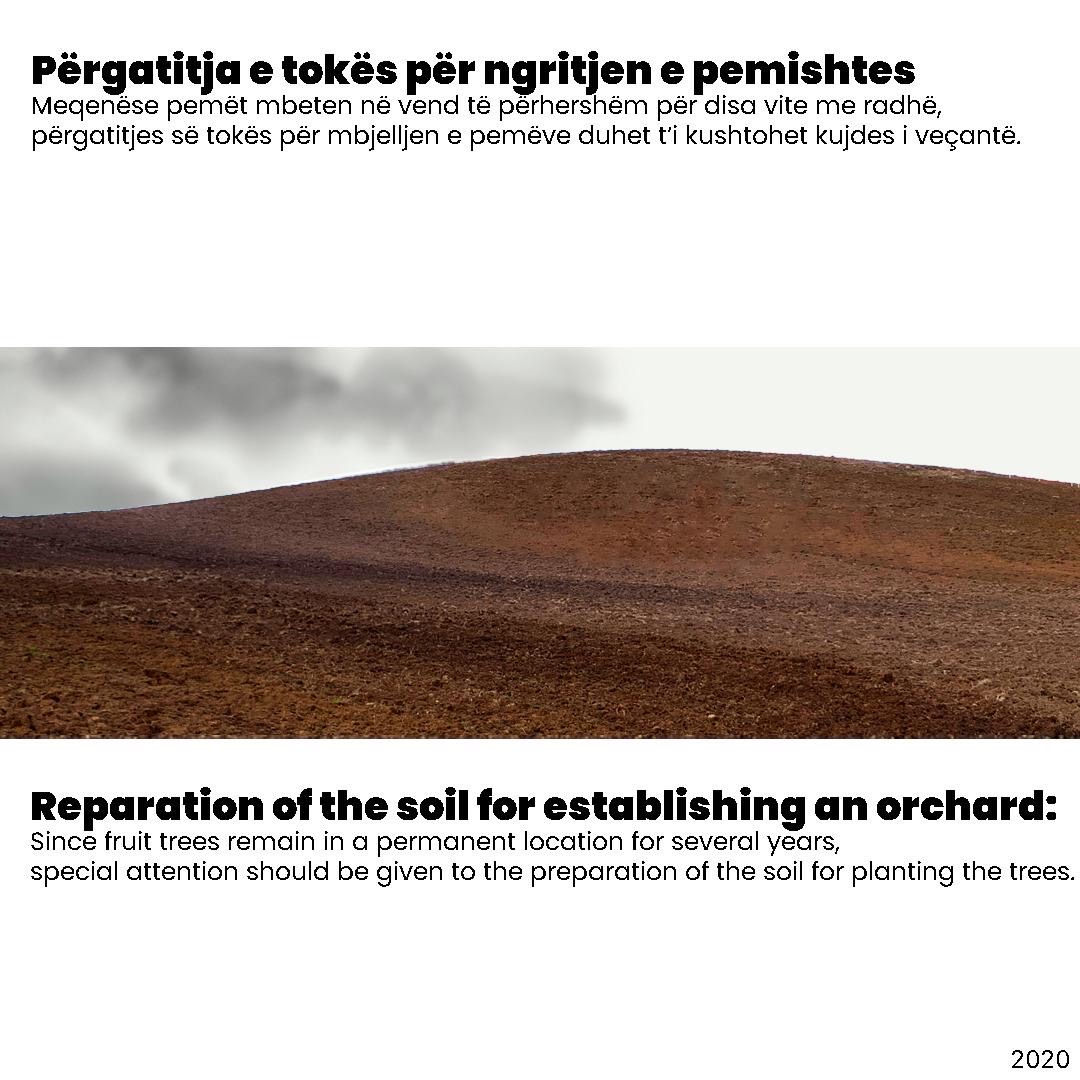 Përgatitja e tokës për ngritjen e pemishtes
Meqenëse pemët mbeten në vend të përhershëm për disa vite me radhë,
përgatitjes së tokës për mbjelljen e pemëve duhet t’i kushtohet kujdes i veçantë.
Reparation of the soil for establishing an orchard:
Since fruit trees remain in a permanent location for several years,
special attention should be given to the preparation of the soil for planting the trees.
2020